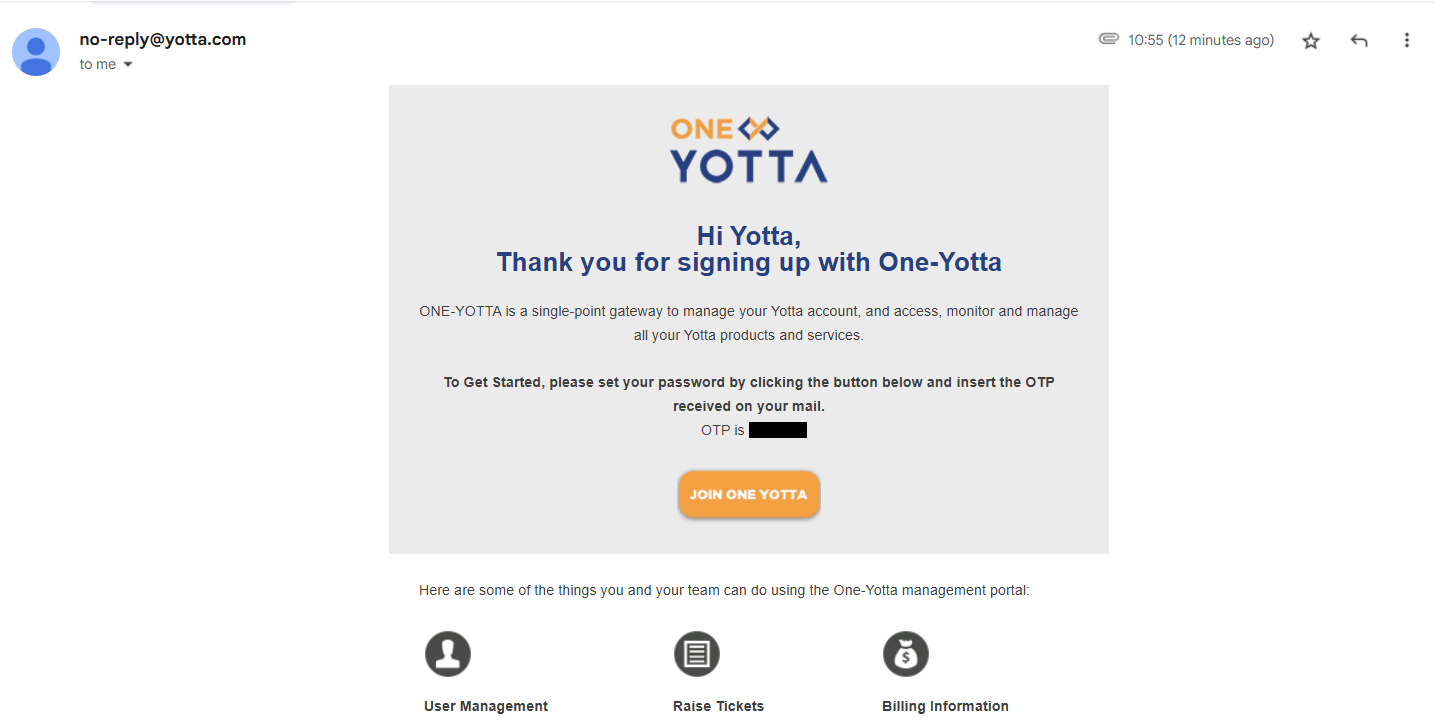 no-reply@yotta.com
10:55 (12 minutes ago)
to me
ONE
YOTTA
Hi Yotta,
Thank you for signing up with One-Yotta
ONE-YOTTA is a single-point gateway to manage your Yotta account, and access, monitor and manage
all your Yotta products and services.
To Get Started, please set your password by clicking the button below and insert the OTP
received on your mail.
OTP is
JOIN ONE YOTTA
Here are some of the things you and your team can do using the One-Yotta management portal:
$
User Management
Raise Tickets
Billing Information